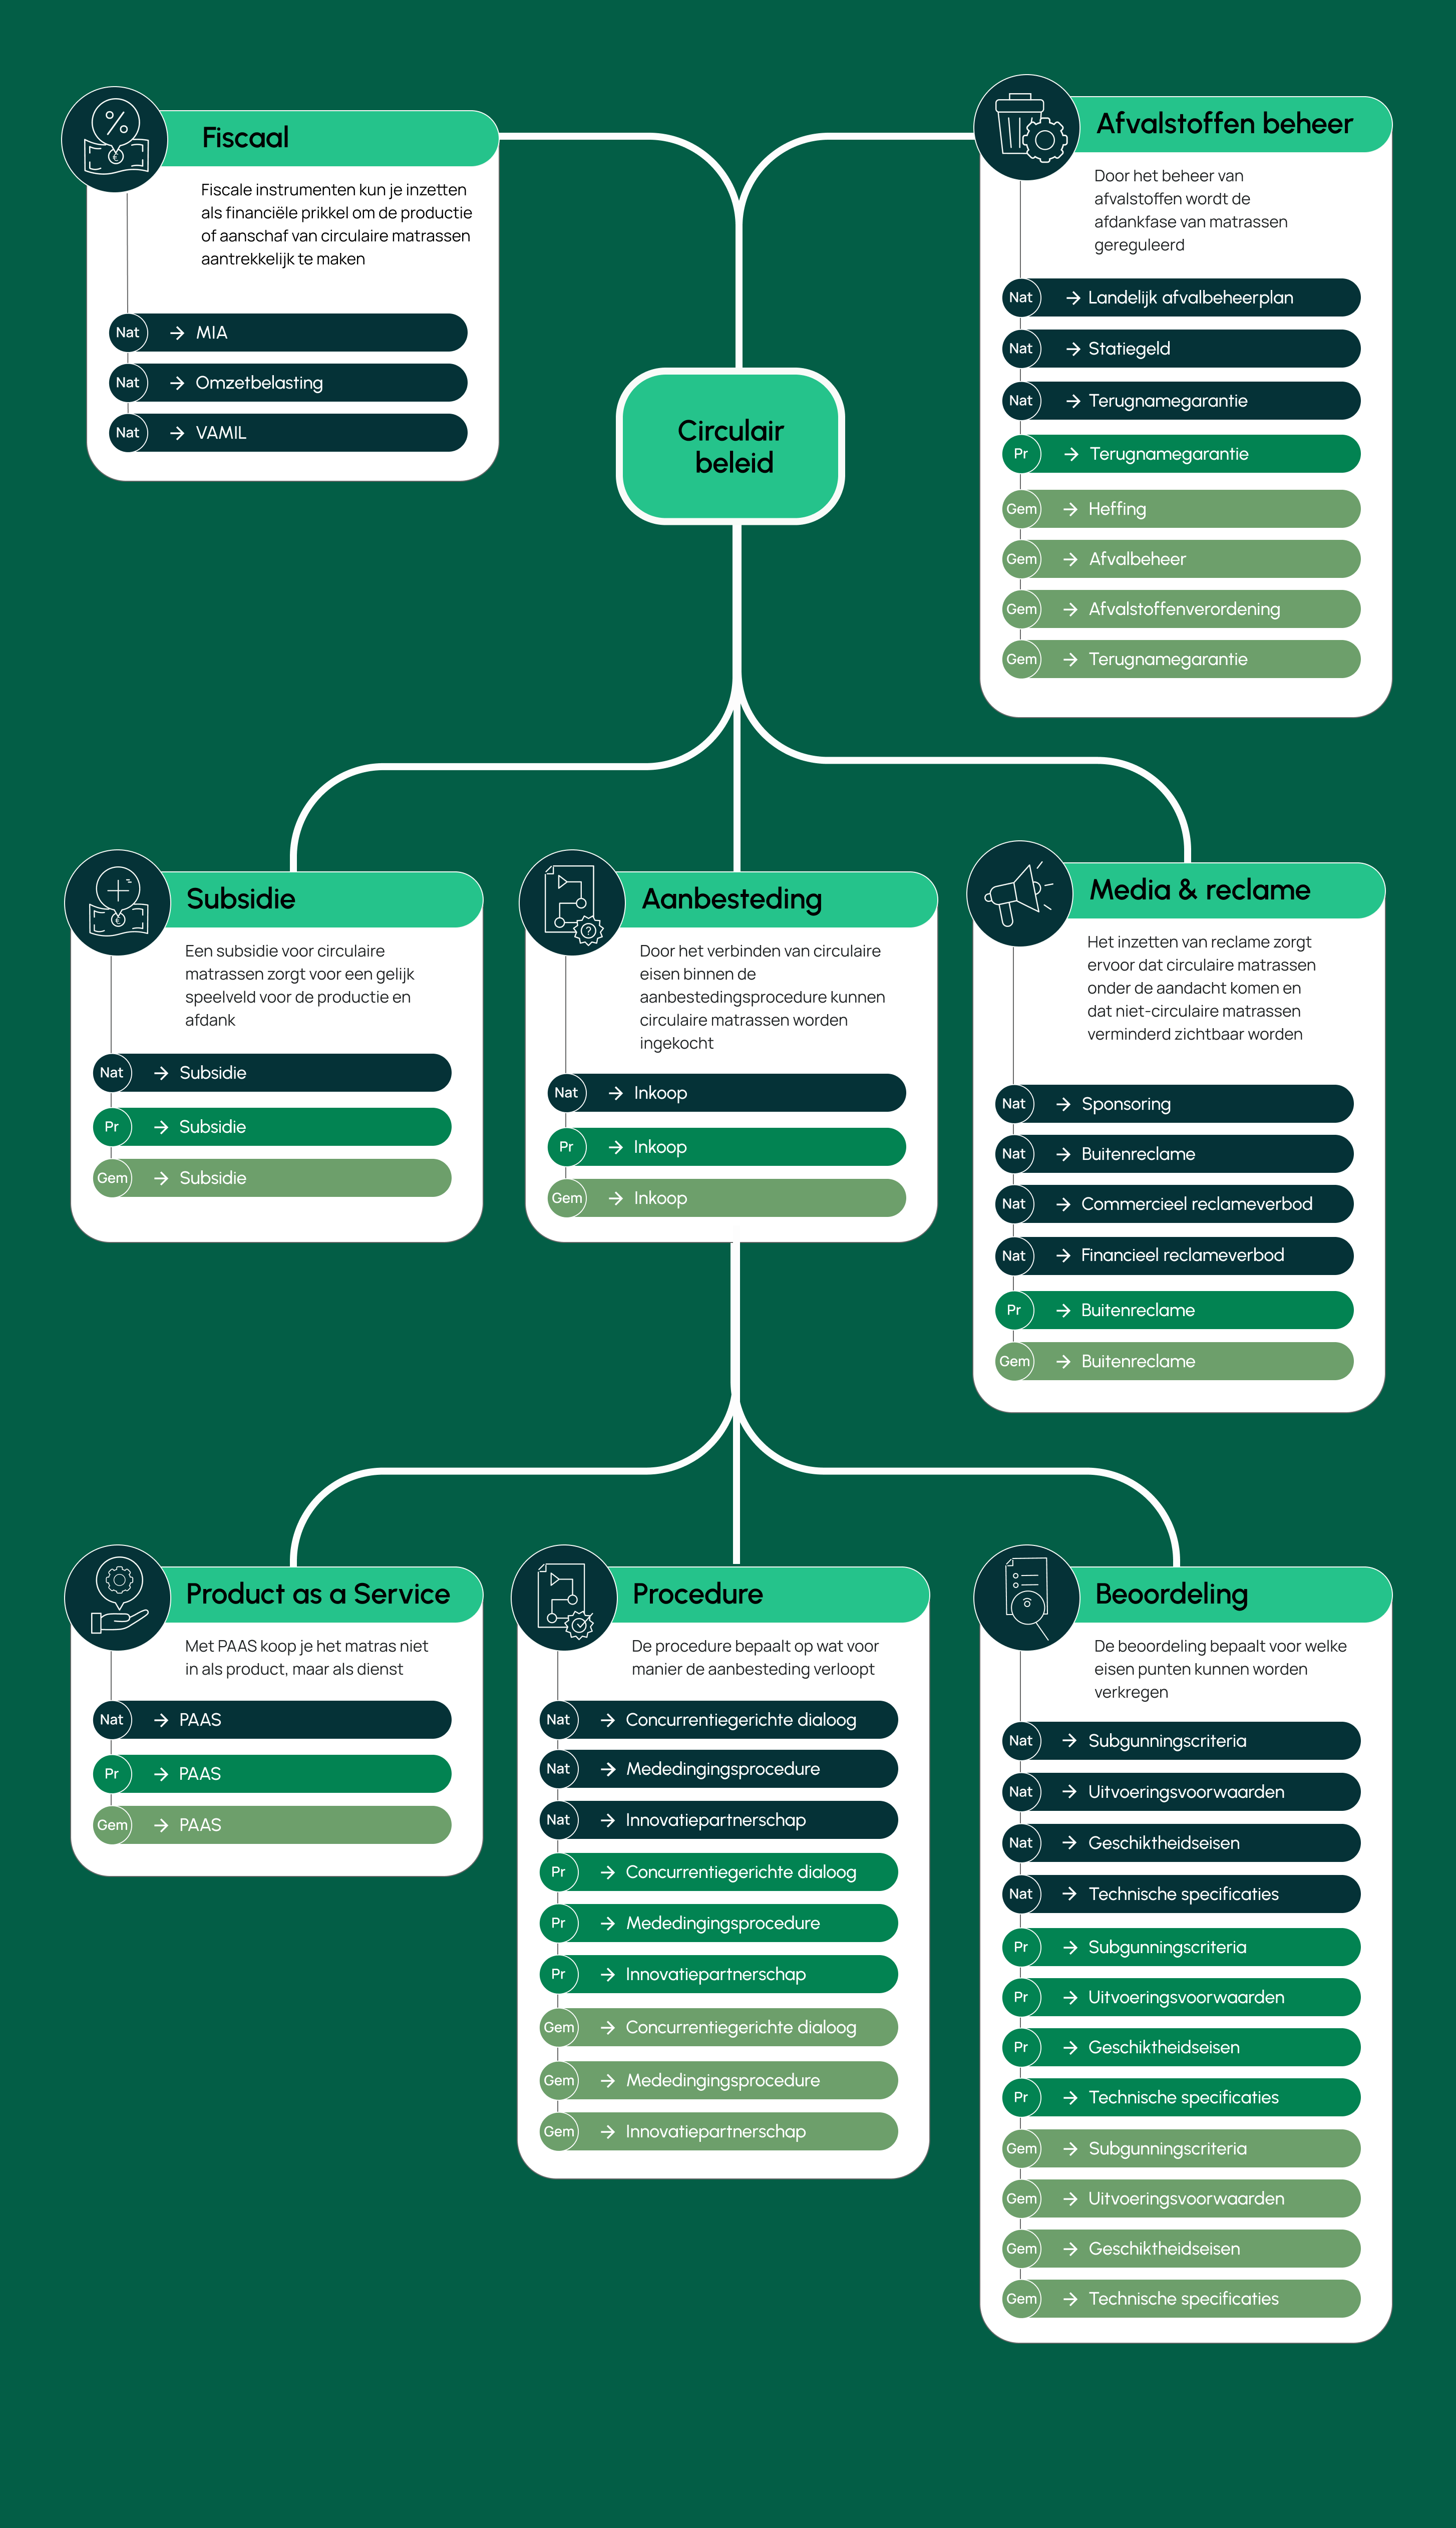 Fiscaal
Fiscale instrumenten kun je inzetten
als financiële prikkel om de productie
of aanschaf van circulaire matrassen
aantrekkelijk te maken
Nat → MIA
Nat → Omzetbelasting
Nat → VAMIL
Afvalstoffen beheer
Door het beheer van
afvalstoffen wordt de
afdankfase van matrassen
gereguleerd
Nat → Landelijk afvalbeheerplan
Nat → Statiegeld
Nat → Terugnamegarantie
Pr → Terugnamegarantie
Gem → Heffing
Gem → Afvalbeheer
Gem → Afvalstoffenverordening
Gem → Terugnamegarantie
Circulair
beleid
Subsidie
Een subsidie voor circulaire
matrassen zorgt voor een gelijk
speelveld voor de productie en
afdank
Nat → Subsidie
Pr → Subsidie
Gem → Subsidie
Aanbesteding
Door het verbinden van circulaire
eisen binnen de
aanbestedingsprocedure kunnen
circulaire matrassen worden
ingekocht
Nat → Inkoop
Pr → Inkoop
Gem → Inkoop
Media & reclame
Het inzetten van reclame zorgt
ervoor dat circulaire matrassen
onder de aandacht komen en
dat niet-circulaire matrassen
verminderd zichtbaar worden
Nat → Sponsoring
Nat → Buitenreclame
Nat → Commercieel reclameverbod
Nat → Financieel reclameverbod
Pr → Buitenreclame
Gem → Buitenreclame
Product as a Service
Met PAAS koop je het matras niet
in als product, maar als dienst
Nat → PAAS
Pr → PAAS
Gem → PAAS
Procedure
De procedure bepaalt op wat voor
manier de aanbesteding verloopt
Nat → Concurrentiegerichte dialoog
Nat → Mededingingsprocedure
Nat → Innovatiepartnerschap
Pr → Concurrentiegerichte dialoog
Pr → Mededingingsprocedure
Pr → Innovatiepartnerschap
Gem → Concurrentiegerichte dialoog
Gem → Mededingingsprocedure
Gem → Innovatiepartnerschap
Beoordeling
De beoordeling bepaalt voor welke
eisen punten kunnen worden
verkregen
Nat → Subgunningscriteria
Nat → Uitvoeringsvoorwaarden
Nat → Geschiktheidseisen
Nat → Technische specificaties
Pr → Subgunningscriteria
Pr → Uitvoeringsvoorwaarden
Pr → Geschiktheidseisen
Pr → Technische specificaties
Gem → Subgunningscriteria
Gem → Uitvoeringsvoorwaarden
Gem → Geschiktheidseisen
Gem → Technische specificaties